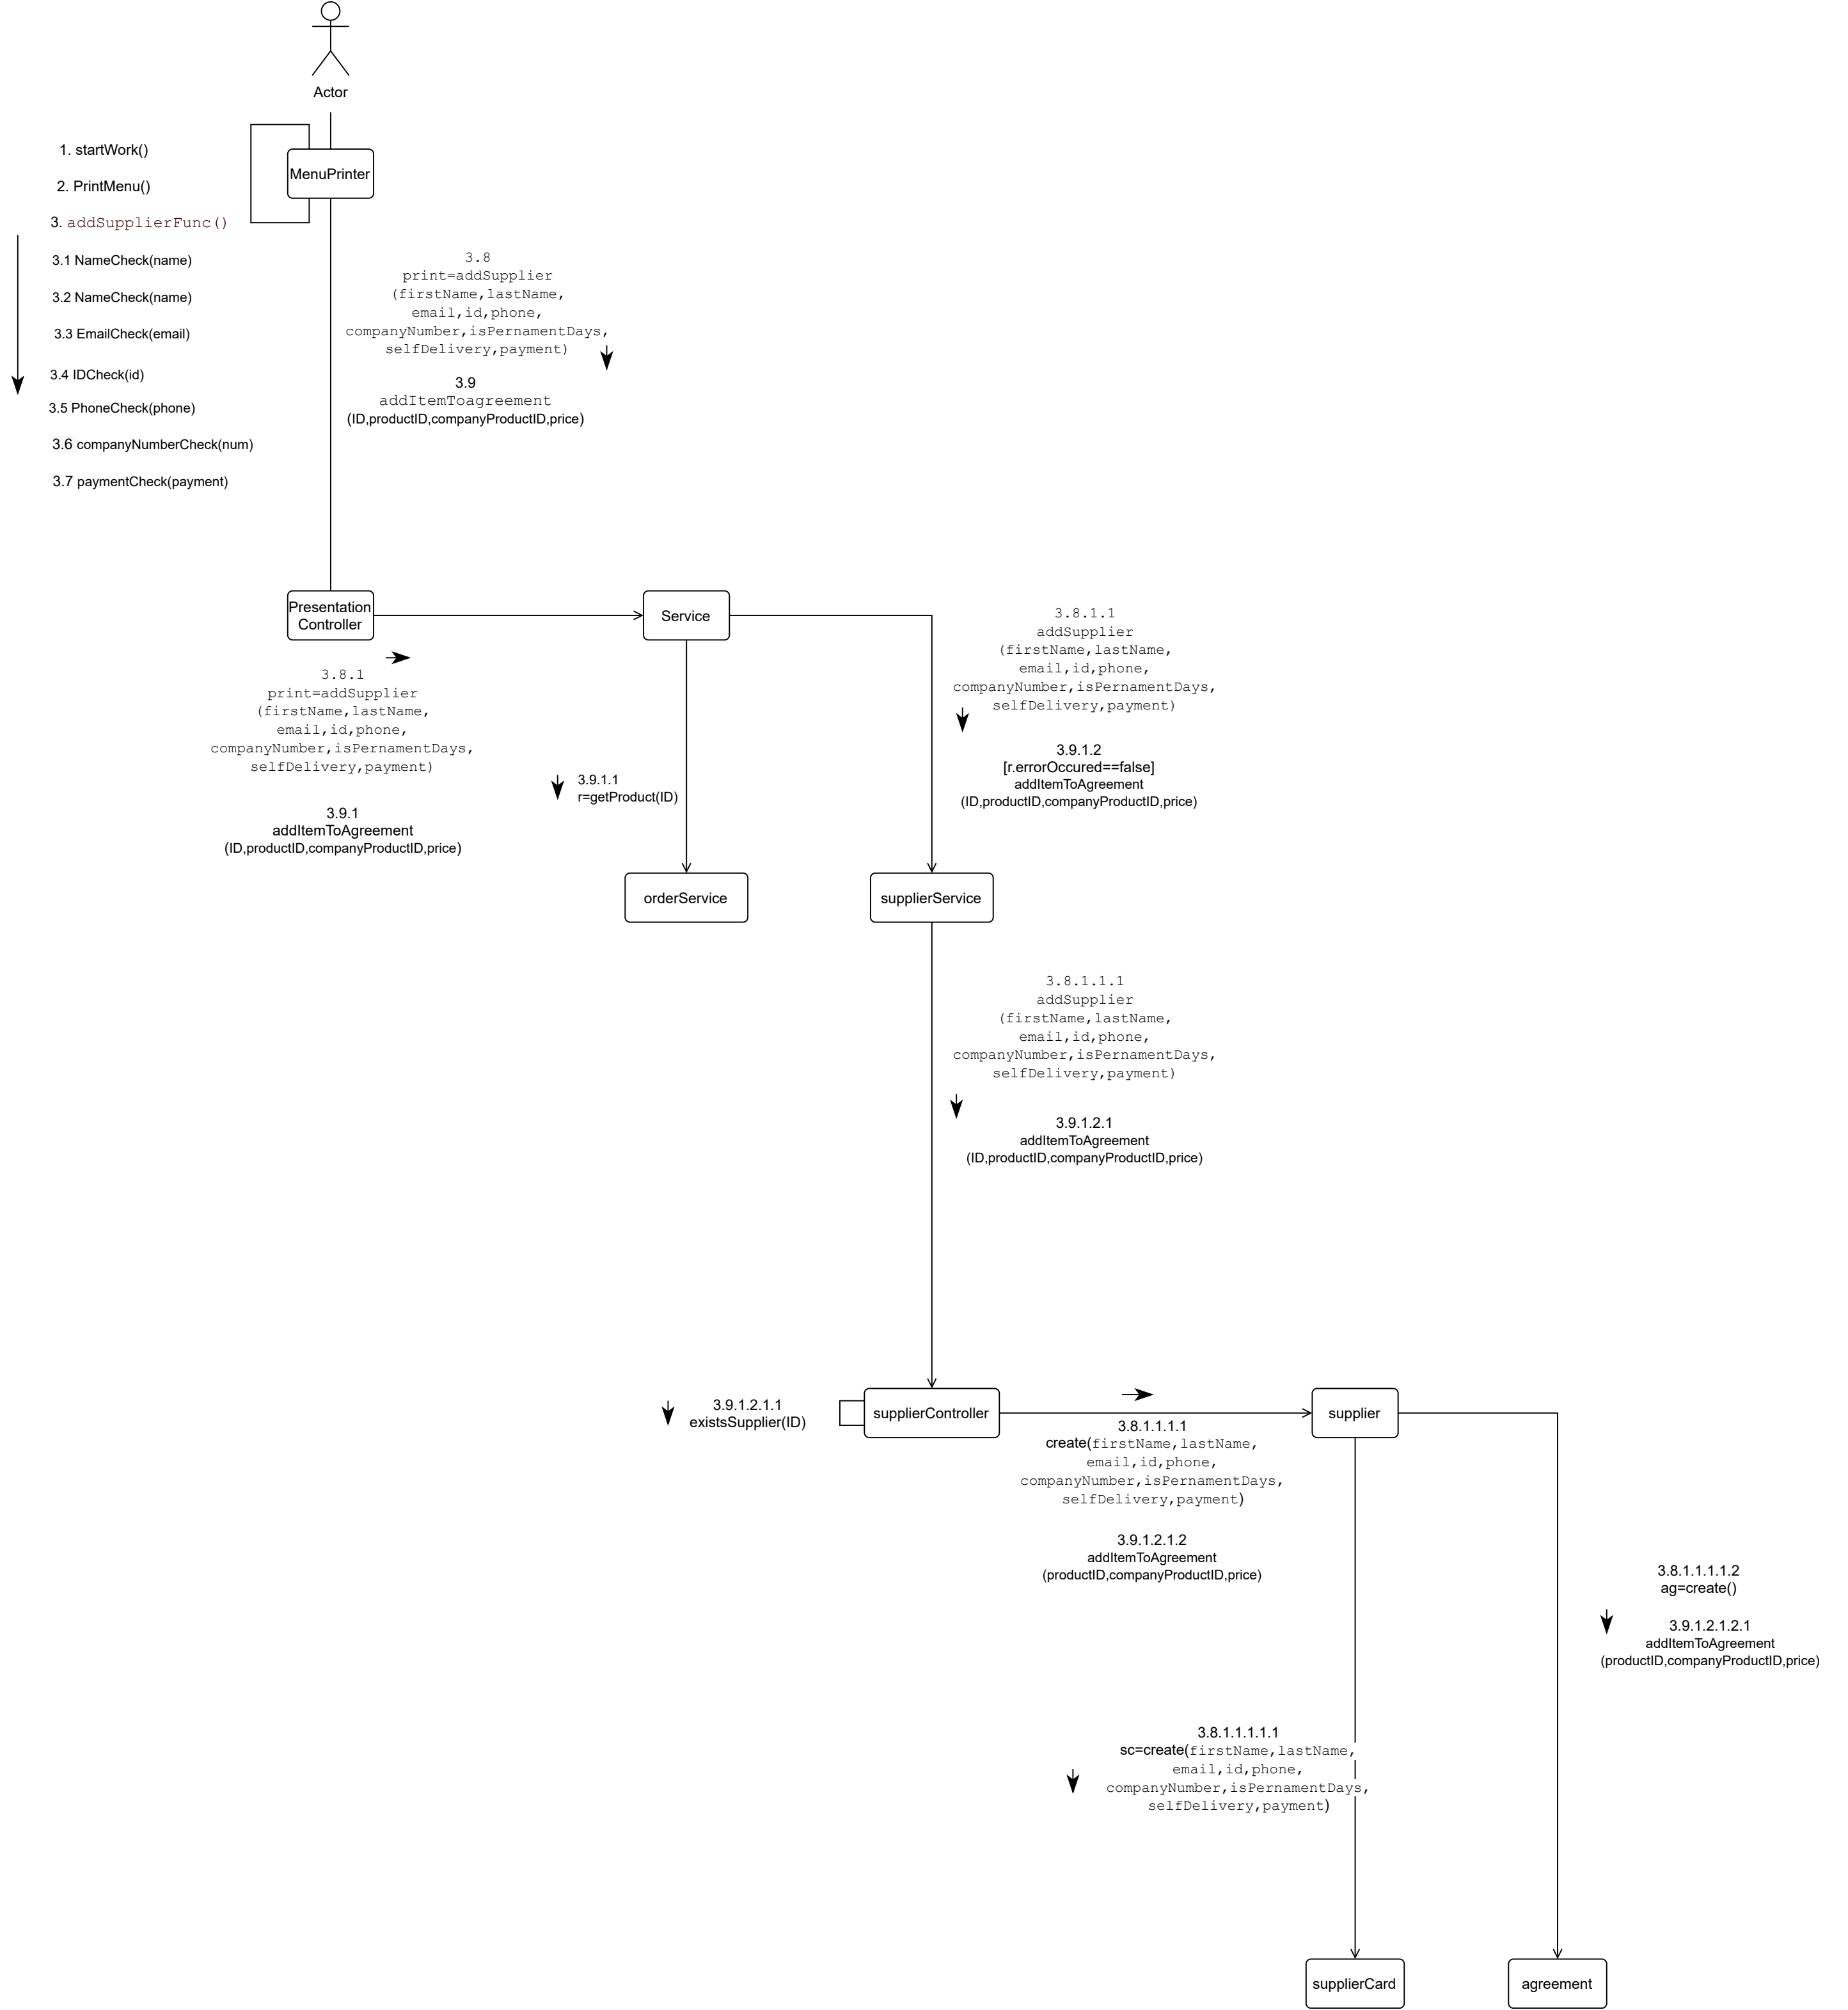 Actor
MenuPrinter
1. startWork()
2. PrintMenu()
3. addSupplierFunc()
3.1 NameCheck(name)
3.2 NameCheck(name)
3.3 EmailCheck(email)
3.4 IDCheck(id)
3.5 PhoneCheck(phone)
3.6 companyNumberCheck(num)
3.7 paymentCheck(payment)
3.8
print=addSupplier
(firstName,lastName,
email,id,phone,
companyNumber,isPernamentDays,
selfDelivery,payment)
3.9
addItemToagreement
(ID,productID,companyProductID,price)
Presentation
Controller
Service
3.8.1
print=addSupplier
(firstName,lastName,
email,id,phone,
companyNumber,isPernamentDays,
selfDelivery,payment)
3.9.1
addItemToAgreement
(ID,productID,companyProductID,price)
3.9.1.1
r=getProduct(ID)
3.8.1.1
addSupplier
(firstName,lastName,
email,id,phone,
companyNumber,isPernamentDays,
selfDelivery,payment)
3.9.1.2
[r.errorOccured==false]
addItemToAgreement
(ID,productID,companyProductID,price)
orderService
supplierService
3.8.1.1.1
addSupplier
(firstName,lastName,
email,id,phone,
companyNumber,isPernamentDays,
selfDelivery,payment)
3.9.1.2.1
addItemToAgreement
(ID,productID,companyProductID,price)
3.9.1.2.1.1
existsSupplier(ID)
supplierController
supplier
3.8.1.1.1.1
create(firstName,lastName,
email,id,phone,
companyNumber,isPernamentDays,
selfDelivery,payment)
3.9.1.2.1.2
addItemToAgreement
(productID,companyProductID,price)
3.8.1.1.1.1.2
ag=create()
3.9.1.2.1.2.1
addItemToAgreement
(productID,companyProductID,price)
3.8.1.1.1.1.1
sc=create(firstName,lastName,
email,id,phone,
companyNumber,isPernamentDays,
selfDelivery,payment)
supplierCard
agreement